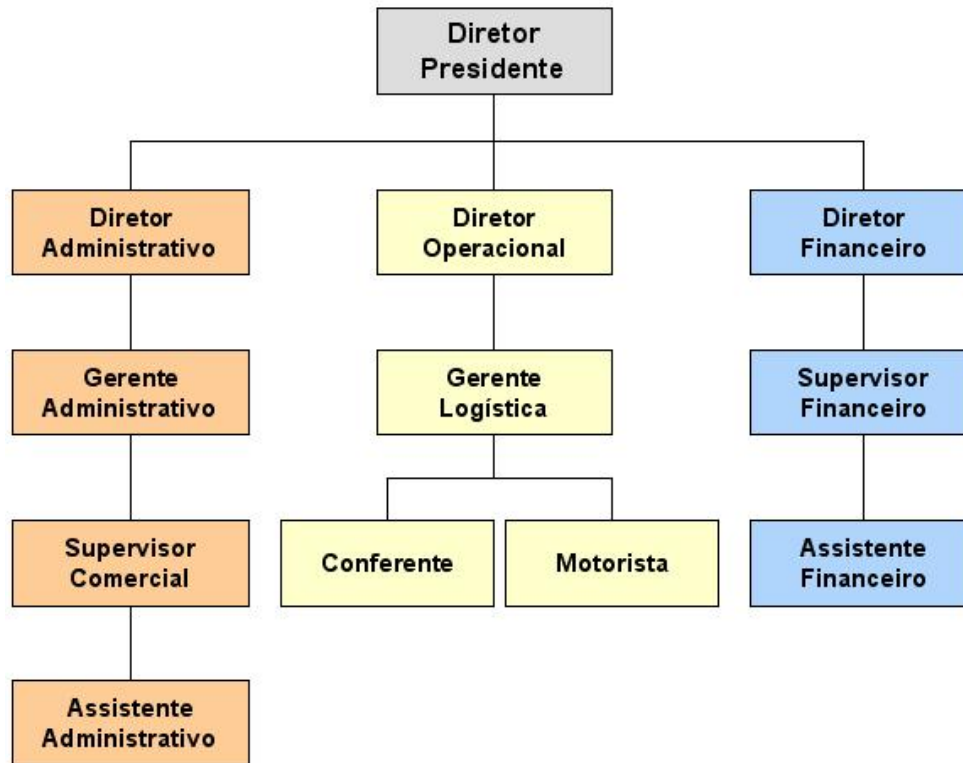 Diretor
Presidente
Diretor
Administrativo
Diretor
Operacional
Diretor
Financeiro
Gerente
Administrativo
Gerente
Logística
Supervisor
Financeiro
Supervisor
Comercial
Conferente
Motorista
Assistente
Financeiro
Assistente
Administrativo